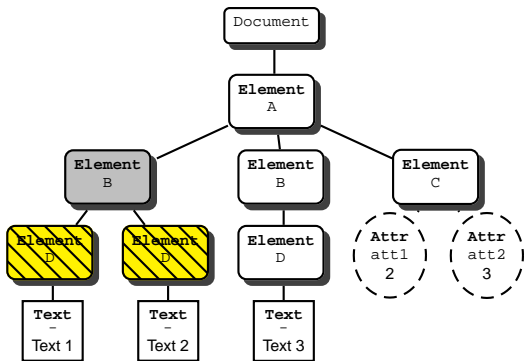 Document
Element
A
Element
B
Element
B
Element
C
Element
D
Element
D
Element
D
Attr
att1
2
Attr
att2
3
Text
–
Text 1
Text
–
Text 2
Text
–
Text 3